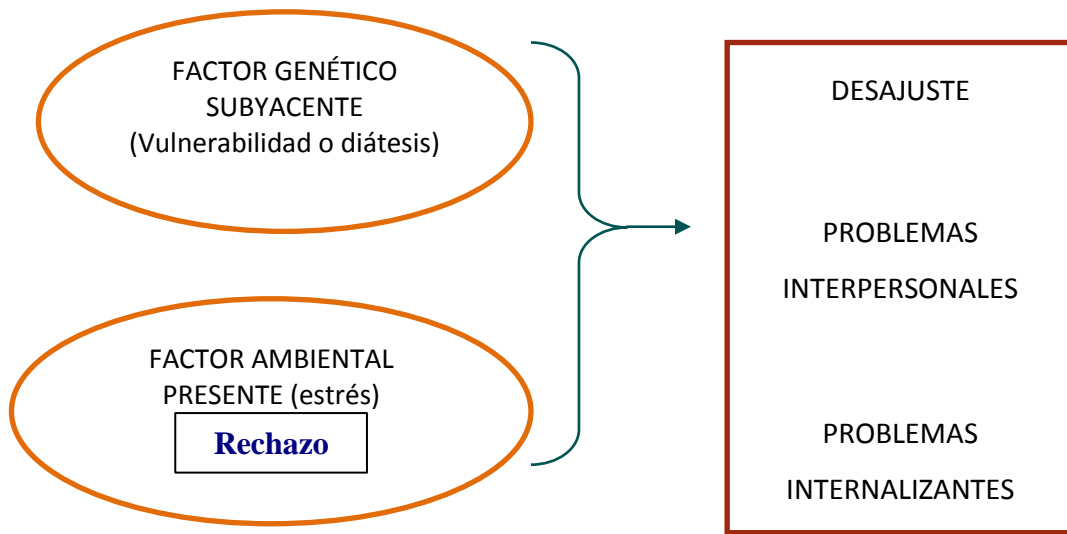 FACTOR GENÉTICO
SUBYACENTE
(Vulnerabilidad o diátesis)
FACTOR AMBIENTAL
PRESENTE (estrés)
Rechazo
DESAJUSTE
PROBLEMAS
INTERPERSONALES
PROBLEMAS
INTERNALIZANTES